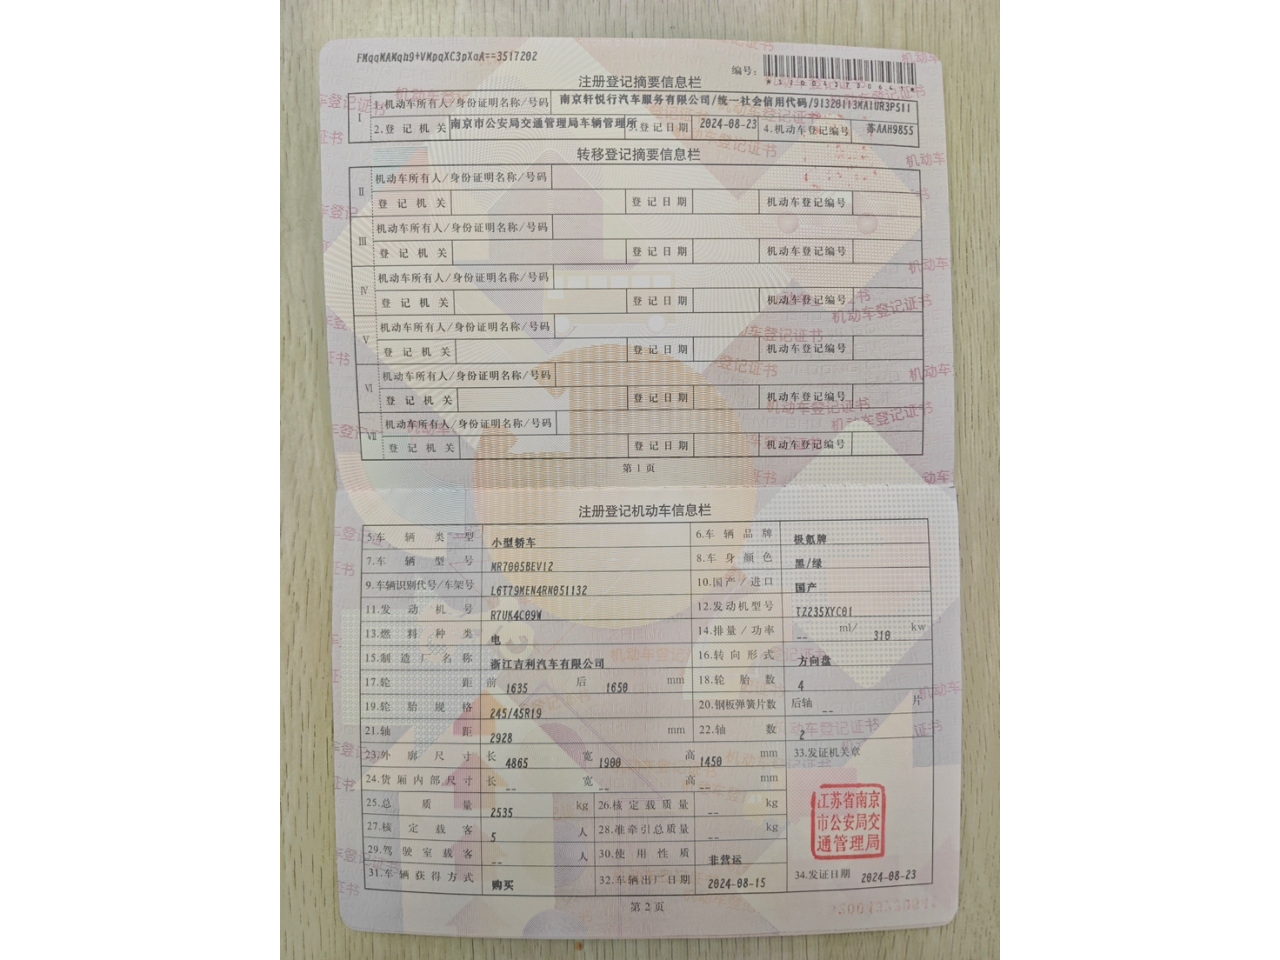 FMqqMAMqh9+VMpqXC3pXqA==3517202
编号：
注册登记摘要信息栏
Ⅰ 1.机动车所有人/身份证明名称/号码 南京轩悦行汽车服务有限公司/统一社会信用代码/91320113MA1UR3P511
2.登记机关 南京市公安局交通管理局车辆管理所 3.登记日期 2024-08-23 4.机动车登记编号 苏AAH9855
转移登记摘要信息栏
Ⅱ 机动车所有人/身份证明名称/号码
登记机关 登记日期 机动车登记编号
Ⅲ 机动车所有人/身份证明名称/号码
登记机关 登记日期 机动车登记编号
Ⅳ 机动车所有人/身份证明名称/号码
登记机关 登记日期 机动车登记编号
Ⅴ 机动车所有人/身份证明名称/号码
登记机关 登记日期 机动车登记编号
Ⅵ 机动车所有人/身份证明名称/号码
登记机关 登记日期 机动车登记编号
Ⅶ 机动车所有人/身份证明名称/号码
登记机关 登记日期 机动车登记编号
第1页
注册登记机动车信息栏
5.车辆类型 小型轿车 6.车辆品牌 极氪牌
7.车辆型号 MR7005BEV12 8.车身颜色 黑/绿
9.车辆识别代号/车架号 L6T79MEN4RN051132 10.国产/进口 国产
11.发动机号 R7UK4C09W 12.发动机型号 TZ235XYC01
13.燃料种类 电 14.排量/功率 -- ml/ 310 kw
15.制造厂名称 浙江吉利汽车有限公司 16.转向形式 方向盘
17.轮距 前 1635 后 1650 mm 18.轮胎数 4
19.轮胎规格 245/45R19 20.钢板弹簧片数 后轴 -- 片
21.轴距 2928 mm 22.轴数 2
23.外廓尺寸 长 4865 宽 1900 高 1450 mm 33.发证机关章
24.货厢内部尺寸 长 -- 宽 -- 高 -- mm
25.总质量 2535 kg 26.核定载质量 -- kg
27.核定载客 5 人 28.准牵引总质量 -- kg
29.驾驶室载客 -- 人 30.使用性质 非营运
31.车辆获得方式 购买 32.车辆出厂日期 2024-08-15 34.发证日期 2024-08-23
江苏省南京
市公安局交
通管理局
第2页